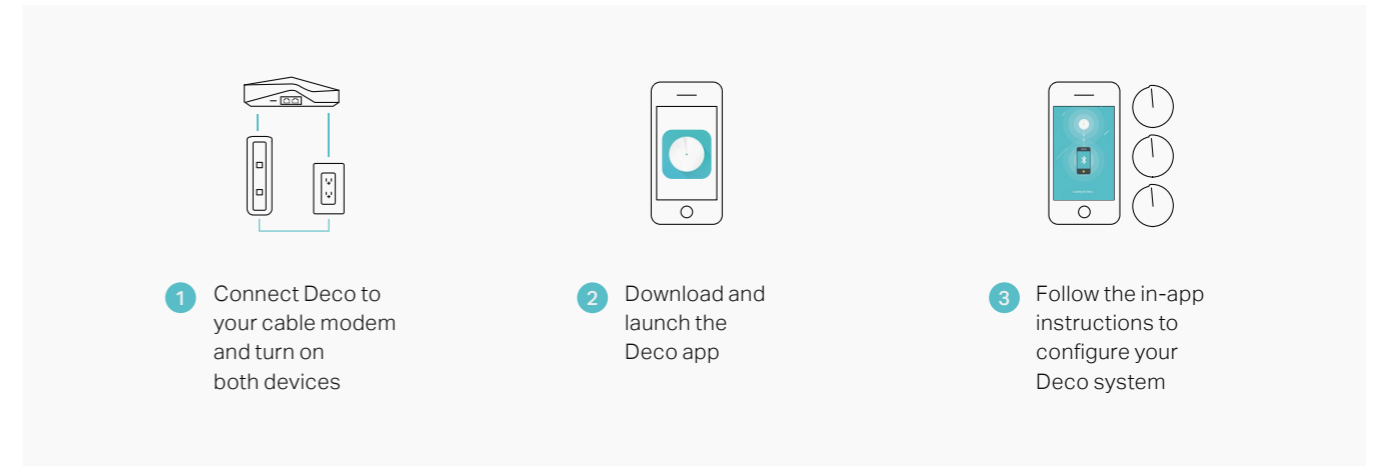 1
Connect Deco to
your cable modem
and turn on
both devices
2
Download and
launch the
Deco app
3
Follow the in-app
instructions to
configure your
Deco system